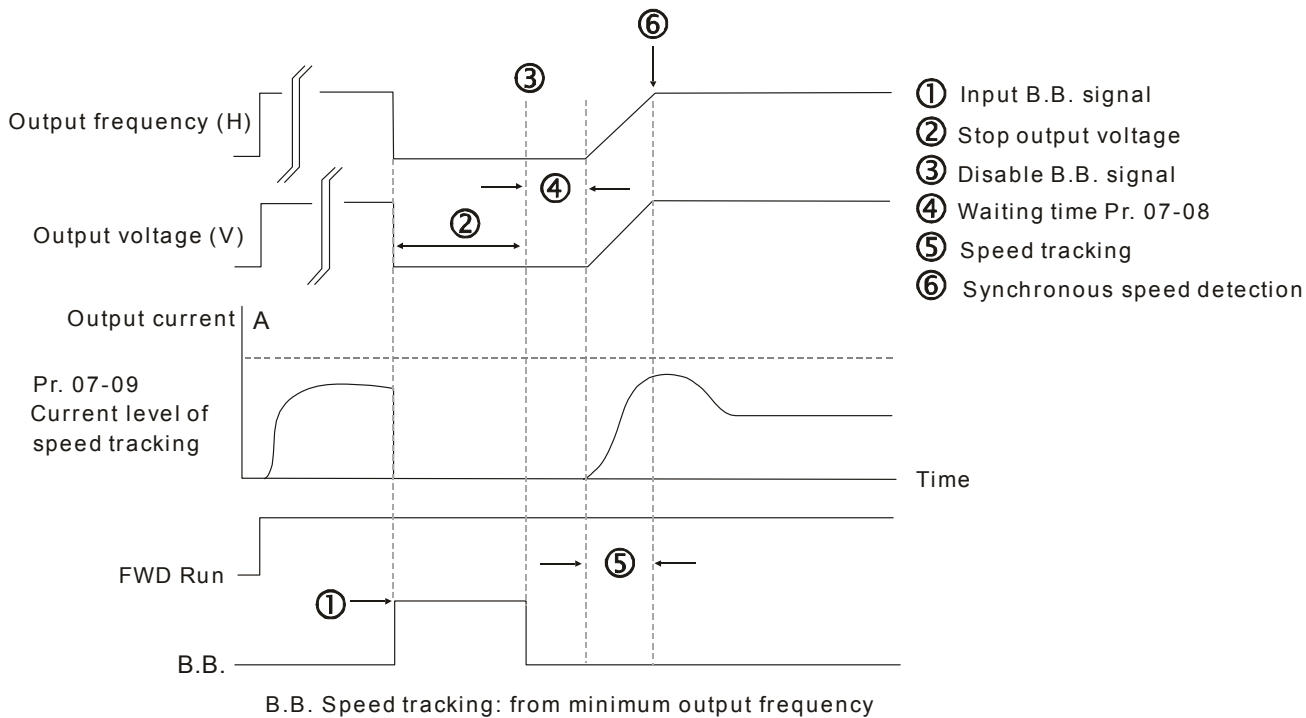 ⑥
③
Output frequency (H)
④
②
Output voltage (V)
① Input B.B. signal
② Stop output voltage
③ Disable B.B. signal
④ Waiting time Pr. 07-08
⑤ Speed tracking
⑥ Synchronous speed detection
Output current A
Pr. 07-09
Current level of
speed tracking
Time
FWD Run
⑤
①
B.B.
B.B. Speed tracking: from minimum output frequency